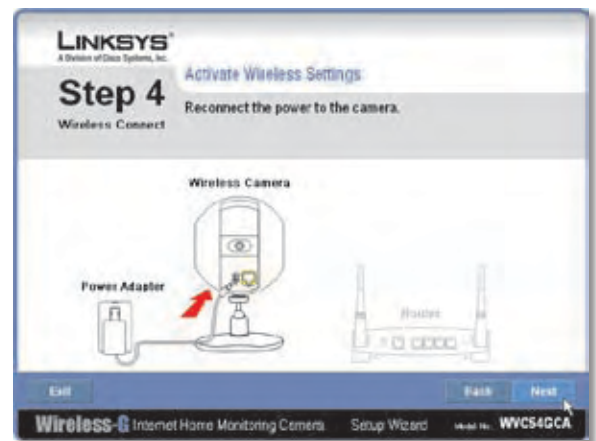 LINKSYS®
A Division of Cisco Systems, Inc.
Activate Wireless Settings
Step 4
Wireless Connect
Reconnect the power to the camera.
Wireless Camera
Power Adapter
Router
Exit
Back
Next
Wireless-G Internet Home Monitoring Camera
Setup Wizard
Model No. WVC54GCA